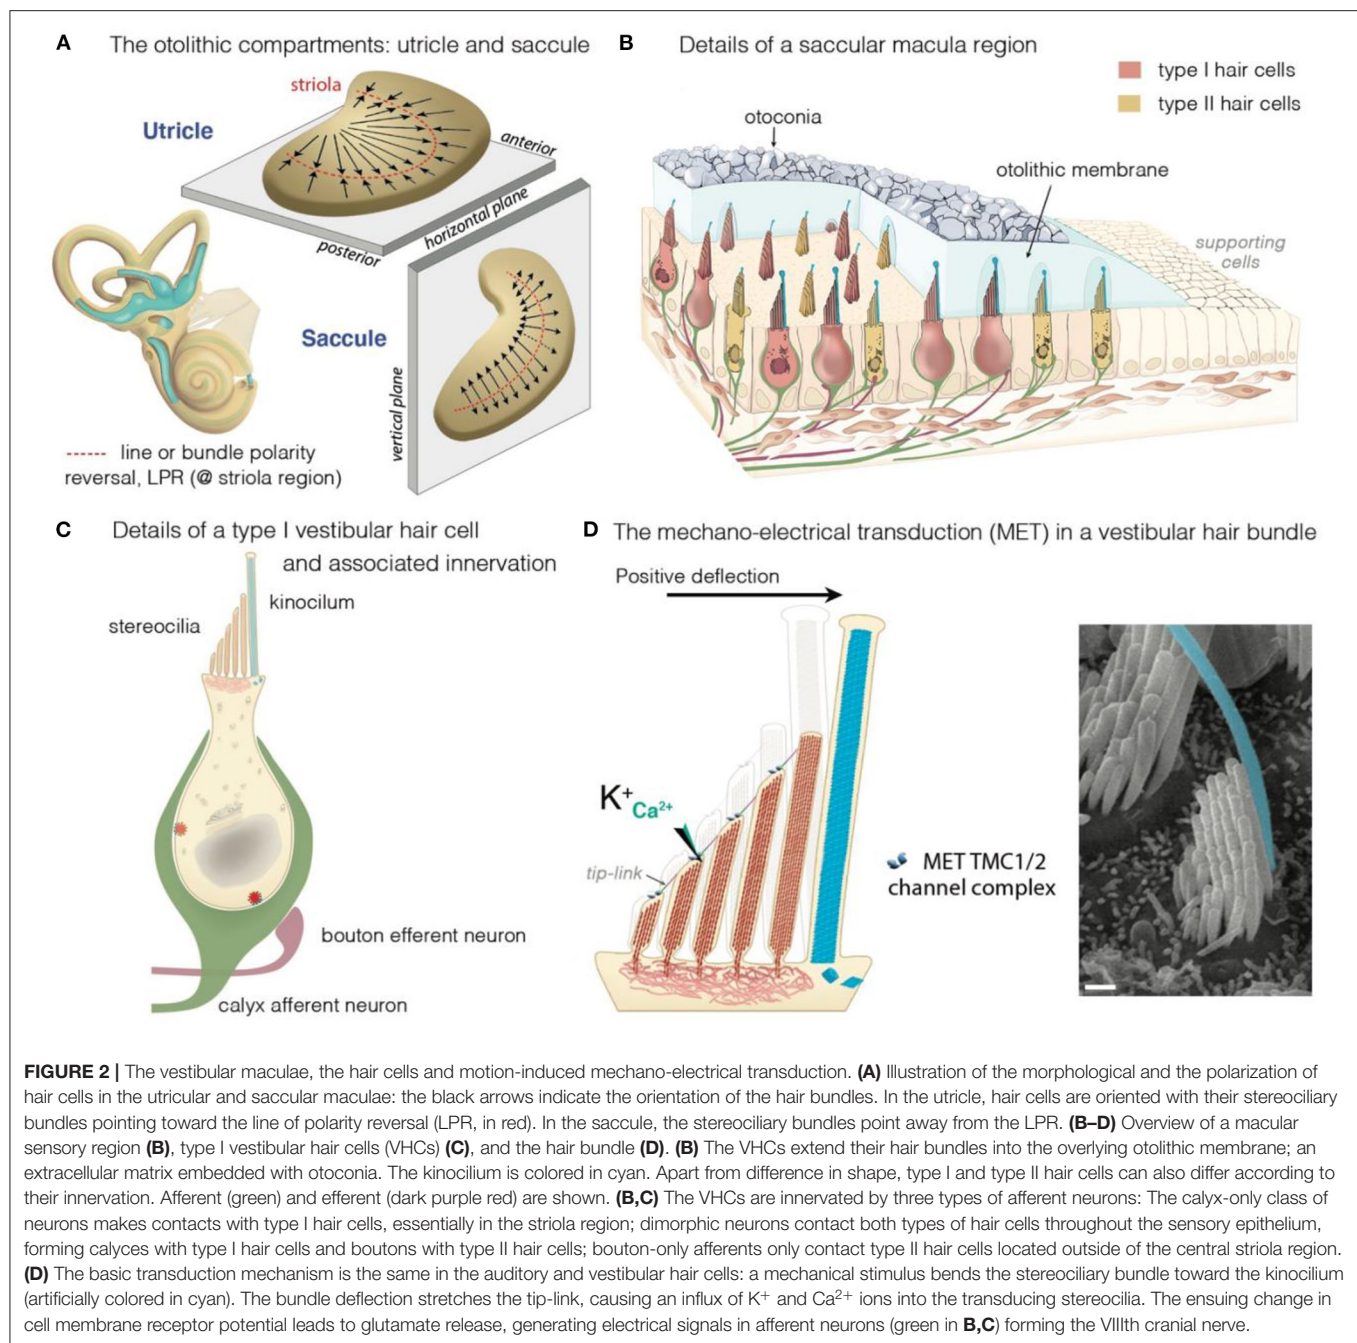 A The otolithic compartments: utricle and saccule
striola
Utricle
anterior
horizontal plane
posterior
Saccule
vertical plane
line or bundle polarity
reversal, LPR (@ striola region)
B Details of a saccular macula region
type I hair cells
type II hair cells
otoconia
otolithic membrane
supporting
cells
C Details of a type I vestibular hair cell
and associated innervation
kinocilum
stereocilia
bouton efferent neuron
calyx afferent neuron
D The mechano-electrical transduction (MET) in a vestibular hair bundle
Positive deflection
K+
Ca2+
tip-link
MET TMC1/2
channel complex
FIGURE 2 | The vestibular maculae, the hair cells and motion-induced mechano-electrical transduction. (A) Illustration of the morphological and the polarization of
hair cells in the utricular and saccular maculae: the black arrows indicate the orientation of the hair bundles. In the utricle, hair cells are oriented with their stereociliary
bundles pointing toward the line of polarity reversal (LPR, in red). In the saccule, the stereociliary bundles point away from the LPR. (B–D) Overview of a macular
sensory region (B), type I vestibular hair cells (VHCs) (C), and the hair bundle (D). (B) The VHCs extend their hair bundles into the overlying otolithic membrane; an
extracellular matrix embedded with otoconia. The kinocilium is colored in cyan. Apart from difference in shape, type I and type II hair cells can also differ according to
their innervation. Afferent (green) and efferent (dark purple red) are shown. (B,C) The VHCs are innervated by three types of afferent neurons: The calyx-only class of
neurons makes contacts with type I hair cells, essentially in the striola region; dimorphic neurons contact both types of hair cells throughout the sensory epithelium,
forming calyces with type I hair cells and boutons with type II hair cells; bouton-only afferents only contact type II hair cells located outside of the central striola region.
(D) The basic transduction mechanism is the same in the auditory and vestibular hair cells: a mechanical stimulus bends the stereociliary bundle toward the kinocilium
(artificially colored in cyan). The bundle deflection stretches the tip-link, causing an influx of K+ and Ca2+ ions into the transducing stereocilia. The ensuing change in
cell membrane receptor potential leads to glutamate release, generating electrical signals in afferent neurons (green in B,C) forming the VIIIth cranial nerve.